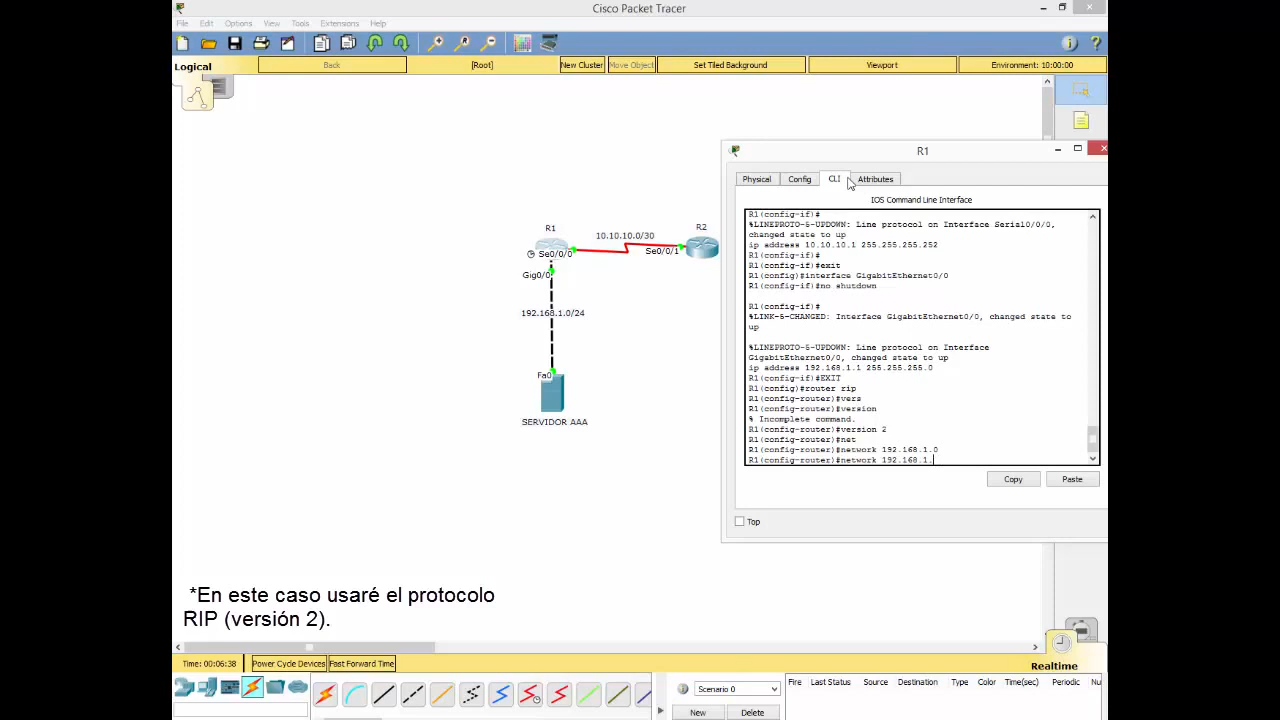 Cisco Packet Tracer
File Edit Options View Tools Extensions Help
Logical
Back
[Root]
New Cluster
Move Object
Set Tiled Background
Viewport
Environment: 10:00:00
R1
Physical
Config
CLI
Attributes
IOS Command Line Interface
R1(config-if)#
%LINEPROTO-5-UPDOWN: Line protocol on Interface Serial0/0/0,
changed state to up
ip address 10.10.10.1 255.255.255.252
R1(config-if)#
R1(config-if)#exit
R1(config)#interface GigabitEthernet0/0
R1(config-if)#no shutdown
R1(config-if)#
%LINK-5-CHANGED: Interface GigabitEthernet0/0, changed state to
up
%LINEPROTO-5-UPDOWN: Line protocol on Interface
GigabitEthernet0/0, changed state to up
ip address 192.168.1.1 255.255.255.0
R1(config-if)#EXIT
R1(config)#router rip
R1(config-router)#vers
R1(config-router)#version
% Incomplete command.
R1(config-router)#version 2
R1(config-router)#net
R1(config-router)#network 192.168.1.0
R1(config-router)#network 192.168.1.
Copy
Paste
Top
R1
10.10.10.0/30
R2
Se0/0/0
Se0/0/1
Gig0/0
192.168.1.0/24
Fa0
SERVIDOR AAA
*En este caso usaré el protocolo
RIP (versión 2).
Time: 00:06:38
Power Cycle Devices
Fast Forward Time
Realtime
Scenario 0
New
Delete
Fire Last Status Source Destination Type Color Time(sec) Periodic Nu